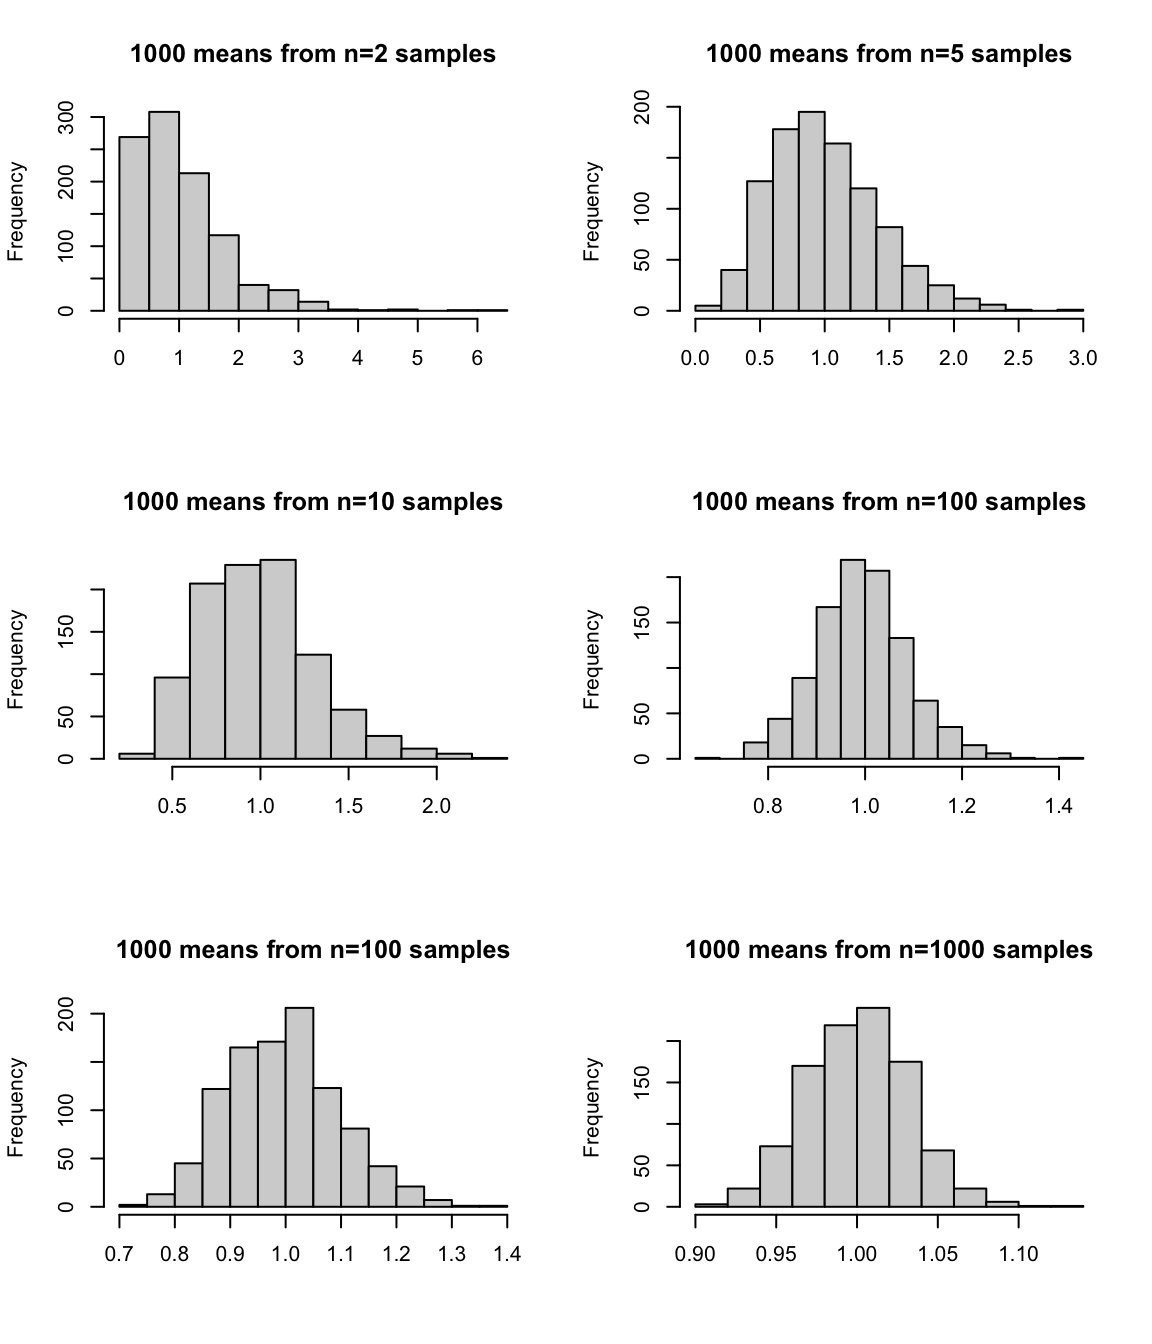 1000 means from n=2 samples
Frequency
0 100 200 300
0 1 2 3 4 5 6
1000 means from n=5 samples
Frequency
0 50 100 200
0.0 0.5 1.0 1.5 2.0 2.5 3.0
1000 means from n=10 samples
Frequency
0 50 150
0.5 1.0 1.5 2.0
1000 means from n=100 samples
Frequency
0 50 150
0.8 1.0 1.2 1.4
1000 means from n=100 samples
Frequency
0 50 100 200
0.7 0.8 0.9 1.0 1.1 1.2 1.3 1.4
1000 means from n=1000 samples
Frequency
0 50 150
0.90 0.95 1.00 1.05 1.10